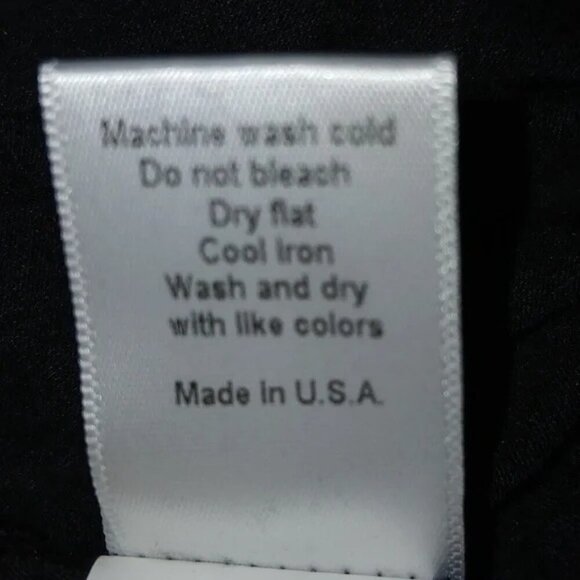 Machine wash cold
Do not bleach
Dry flat
Cool iron
Wash and dry
with like colors
Made in U.S.A.